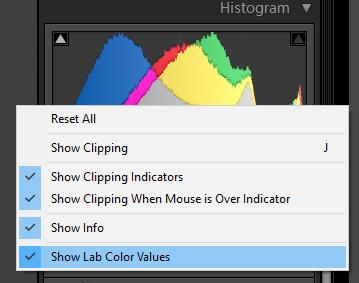 Histogram
Reset All
Show Clipping J
Show Clipping Indicators
Show Clipping When Mouse is Over Indicator
Show Info
Show Lab Color Values